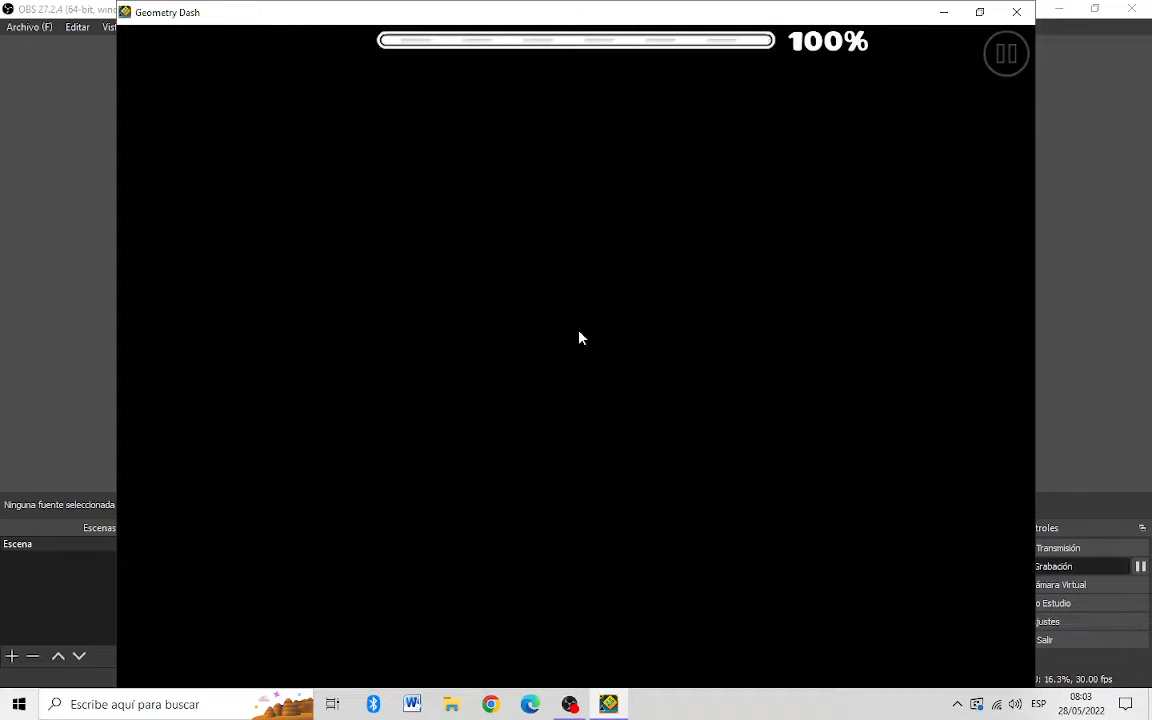 OBS 27.2.4 (64-bit, wind
Geometry Dash
Archivo (F) Editar Vist
100%
Ninguna fuente seleccionada
Escenas
Escena
troles
Transmisión
Grabación
ámara Virtual
o Estudio
justes
Salir
: 16.3%, 30.00 fps
Escribe aquí para buscar
ESP
08:03
28/05/2022